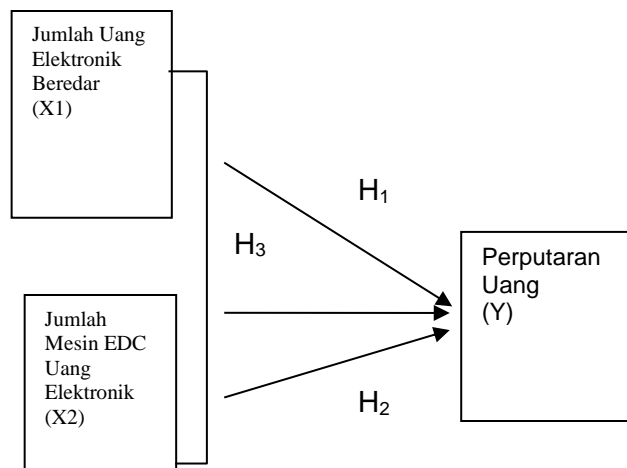 Jumlah Uang
Elektronik
Beredar
(X1)
H1
H3
Perputaran
Uang
(Y)
Jumlah
Mesin EDC
Uang
Elektronik
(X2)
H2